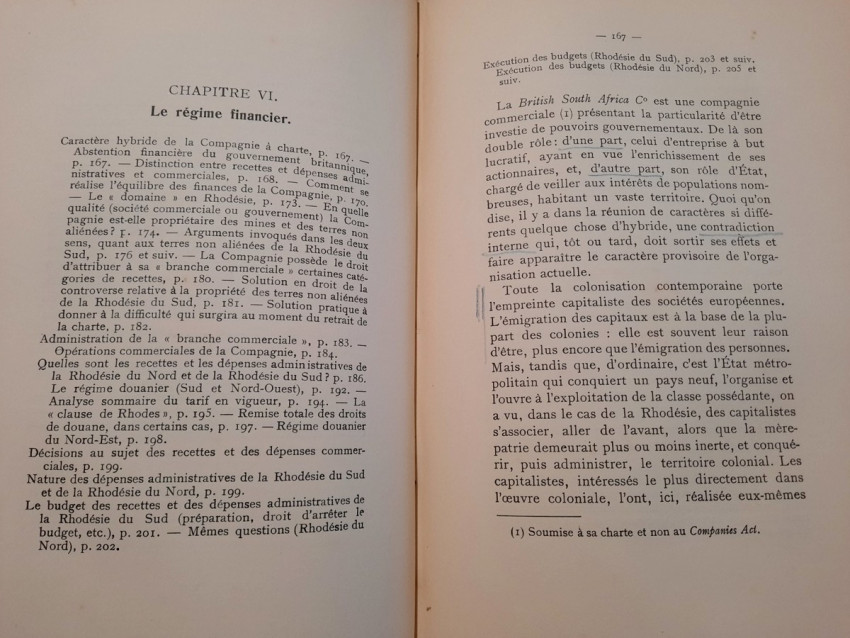 CHAPITRE VI.
Le régime financier.
Caractère hybride de la Compagnie à charte, p. 167. —
Abstention financière du gouvernement britannique,
p. 167. — Distinction entre recettes et dépenses admi-
nistratives et commerciales, p. 168. — Comment se
réalise l'équilibre des finances de la Compagnie, p. 170.
— Le « domaine » en Rhodésie, p. 173. — En quelle
qualité (société commerciale ou gouvernement) la Com-
pagnie est-elle propriétaire des mines et des terres non
aliénées? p. 174. — Arguments invoqués dans les deux
sens, quant aux terres non aliénées de la Rhodésie du
Sud, p. 176 et suiv. — La Compagnie possède le droit
d'attribuer à sa « branche commerciale » certaines caté-
gories de recettes, p. 180. — Solution en droit de la
controverse relative à la propriété des terres non aliénées
de la Rhodésie du Sud, p. 181. — Solution pratique à
donner à la difficulté qui surgira au moment du retrait de
la charte, p. 182.
Administration de la « branche commerciale », p. 183. —
Opérations commerciales de la Compagnie, p. 184.
Quelles sont les recettes et les dépenses administratives de
la Rhodésie du Nord et de la Rhodésie du Sud? p. 186.
Le régime douanier (Sud et Nord-Ouest), p. 192. —
Analyse sommaire du tarif en vigueur, p. 194. — La
« clause de Rhodes », p. 195. — Remise totale des droits
de douane, dans certains cas, p. 197. — Régime douanier
du Nord-Est, p. 198.
Décisions au sujet des recettes et des dépenses commer-
ciales, p. 199.
Nature des dépenses administratives de la Rhodésie du Sud
et de la Rhodésie du Nord, p. 199.
Le budget des recettes et des dépenses administratives de
la Rhodésie du Sud (préparation, droit d'arrêter le
budget, etc.), p. 201. — Mêmes questions (Rhodésie du
Nord), p. 202.
— 167 —
Exécution des budgets (Rhodésie du Sud), p. 203 et suiv.
Exécution des budgets (Rhodésie du Nord), p. 205 et
suiv.
La British South Africa Cº est une compagnie
commerciale (1) présentant la particularité d'être
investie de pouvoirs gouvernementaux. De là son
double rôle : d'une part, celui d'entreprise à but
lucratif, ayant en vue l'enrichissement de ses
actionnaires, et, d'autre part, son rôle d'État,
chargé de veiller aux intérêts de populations nom-
breuses, habitant un vaste territoire. Quoi qu'on
dise, il y a dans la réunion de caractères si diffé-
rents quelque chose d'hybride, une contradiction
interne qui, tôt ou tard, doit sortir ses effets et
faire apparaître le caractère provisoire de l'orga-
nisation actuelle.
Toute la colonisation contemporaine porte
l'empreinte capitaliste des sociétés européennes.
L'émigration des capitaux est à la base de la plu-
part des colonies : elle est souvent leur raison
d'être, plus encore que l'émigration des personnes.
Mais, tandis que, d'ordinaire, c'est l'État métro-
politain qui conquiert un pays neuf, l'organise et
l'ouvre à l'exploitation de la classe possédante, on
a vu, dans le cas de la Rhodésie, des capitalistes
s'associer, aller de l'avant, alors que la mère-
patrie demeurait plus ou moins inerte, et conqué-
rir, puis administrer, le territoire colonial. Les
capitalistes, intéressés le plus directement dans
l'œuvre coloniale, l'ont, ici, réalisée eux-mêmes
(1) Soumise à sa charte et non au Companies Act.